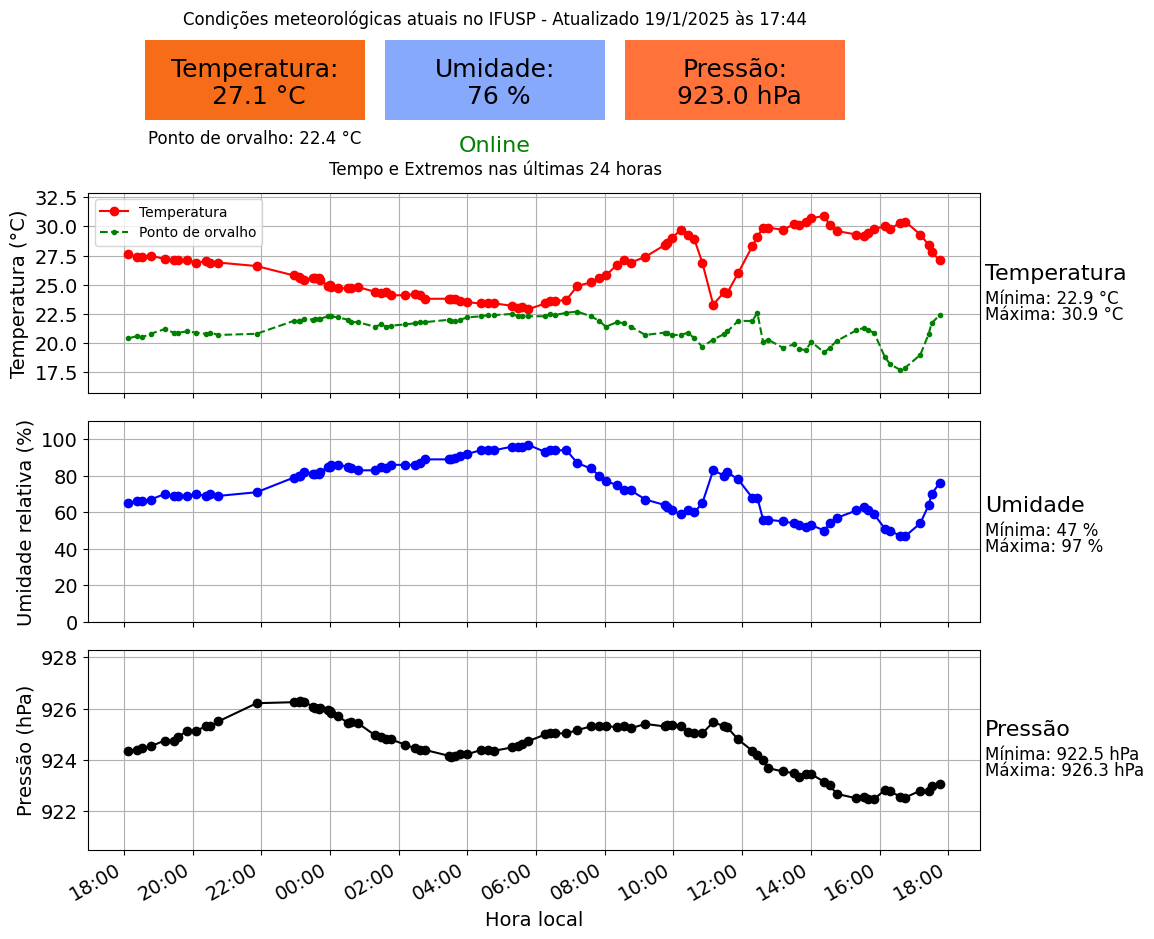 Condições meteorológicas atuais no IFUSP - Atualizado 19/1/2025 às 17:44
Temperatura:
27.1 °C
Umidade:
76 %
Pressão:
923.0 hPa
Ponto de orvalho: 22.4 °C
Online
Tempo e Extremos nas últimas 24 horas
Temperatura (°C)
32.5
30.0
27.5
25.0
22.5
20.0
17.5
Temperatura
Ponto de orvalho
Temperatura
Mínima: 22.9 °C
Máxima: 30.9 °C
Umidade relativa (%)
100
80
60
40
20
0
Umidade
Mínima: 47 %
Máxima: 97 %
Pressão (hPa)
928
926
924
922
Pressão
Mínima: 922.5 hPa
Máxima: 926.3 hPa
18:00
20:00
22:00
00:00
02:00
04:00
06:00
08:00
10:00
12:00
14:00
16:00
18:00
Hora local